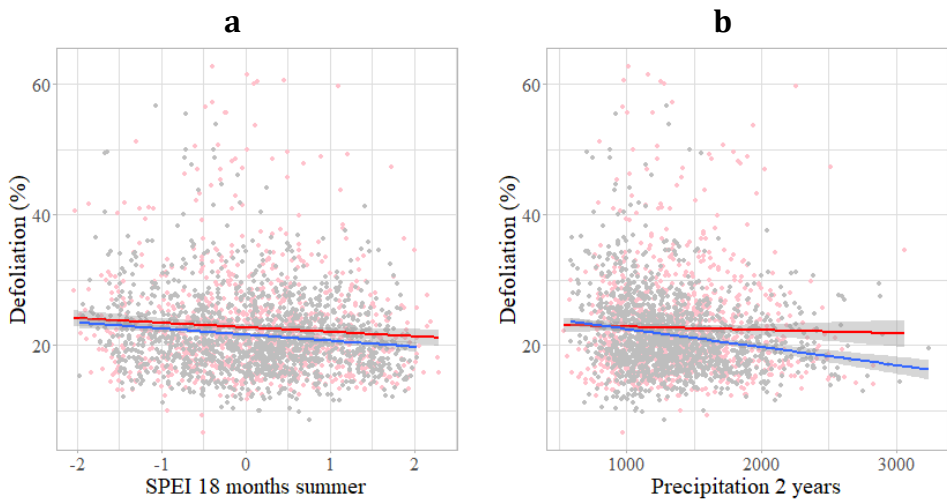 a
b
Defoliation (%)
60
40
20
-2
-1
0
1
2
SPEI 18 months summer
Defoliation (%)
60
40
20
1000
2000
3000
Precipitation 2 years